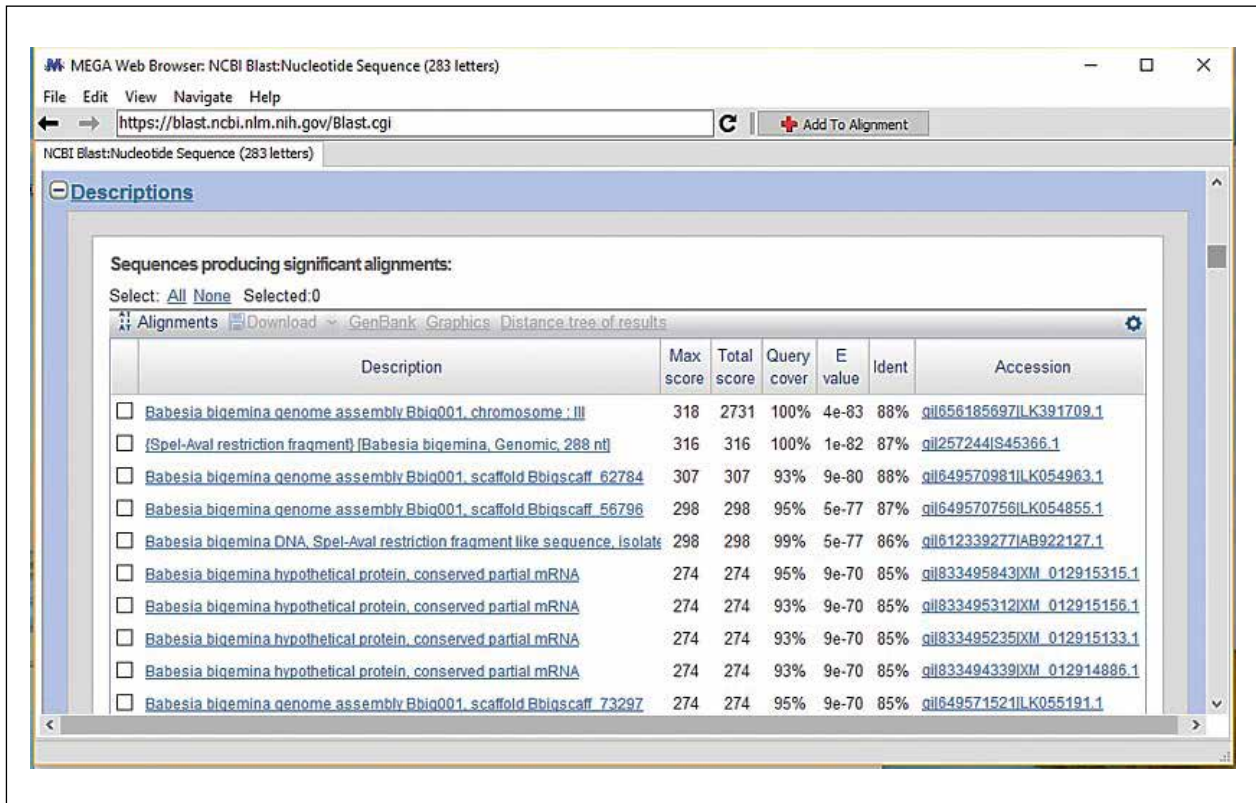 MEGA Web Browser: NCBI Blast:Nucleotide Sequence (283 letters)
File Edit View Navigate Help
https://blast.ncbi.nlm.nih.gov/Blast.cgi Add To Alignment
NCBI Blast:Nucleotide Sequence (283 letters)
Descriptions
Sequences producing significant alignments:
Select: All None Selected:0
Alignments Download GenBank Graphics Distance tree of results
Description Max score Total score Query cover E value Ident Accession
Babesia bigemina genome assembly Bbig001, chromosome : III 318 2731 100% 4e-83 88% gi|656185697|LK391709.1
{SpeI-AvaI restriction fragment} [Babesia bigemina, Genomic, 288 nt] 316 316 100% 1e-82 87% gi|257244|S45366.1
Babesia bigemina genome assembly Bbig001, scaffold Bbigscaff_62784 307 307 93% 9e-80 88% gi|649570981|LK054963.1
Babesia bigemina genome assembly Bbig001, scaffold Bbigscaff_56796 298 298 95% 5e-77 87% gi|649570756|LK054855.1
Babesia bigemina DNA, SpeI-AvaI restriction fragment like sequence, isolate 298 298 99% 5e-77 86% gi|612339277|AB922127.1
Babesia bigemina hypothetical protein, conserved partial mRNA 274 274 95% 9e-70 85% gi|833495843|XM_012915315.1
Babesia bigemina hypothetical protein, conserved partial mRNA 274 274 93% 9e-70 85% gi|833495312|XM_012915156.1
Babesia bigemina hypothetical protein, conserved partial mRNA 274 274 93% 9e-70 85% gi|833495235|XM_012915133.1
Babesia bigemina hypothetical protein, conserved partial mRNA 274 274 93% 9e-70 85% gi|833494339|XM_012914886.1
Babesia bigemina genome assembly Bbig001, scaffold Bbigscaff_73297 274 274 95% 9e-70 85% gi|649571521|LK055191.1